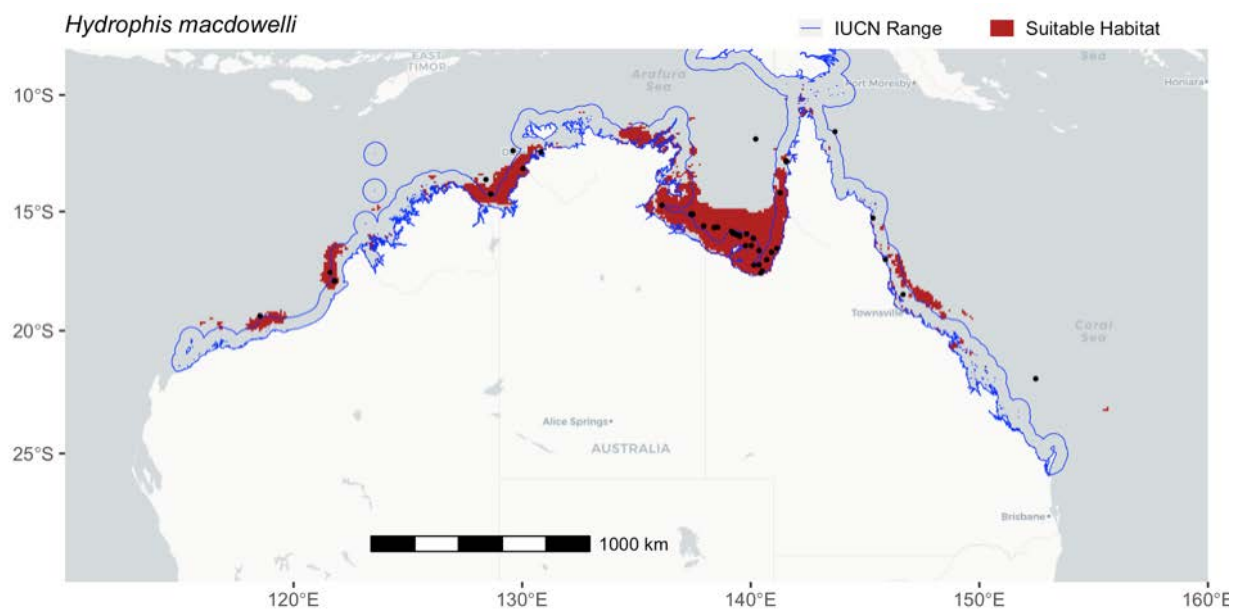 Hydrophis macdowelli
IUCN Range
Suitable Habitat
EAST
TIMOR
Arafura
Sea
Port Moresby
Sea
Honiara
10°S
15°S
20°S
25°S
Townsville
Coral
Sea
Alice Springs
AUSTRALIA
Brisbane
1000 km
120°E
130°E
140°E
150°E
160°E